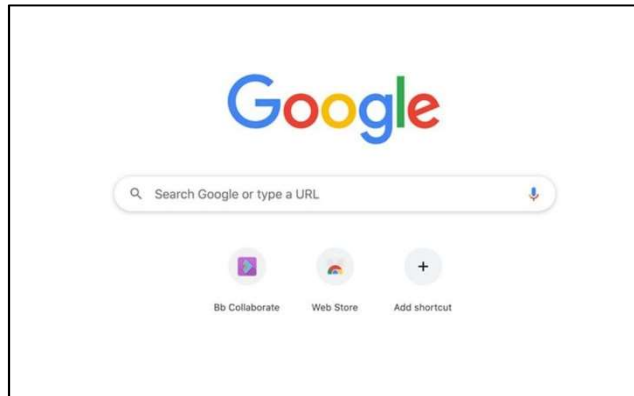 Google
Search Google or type a URL
Bb Collaborate
Web Store
Add shortcut